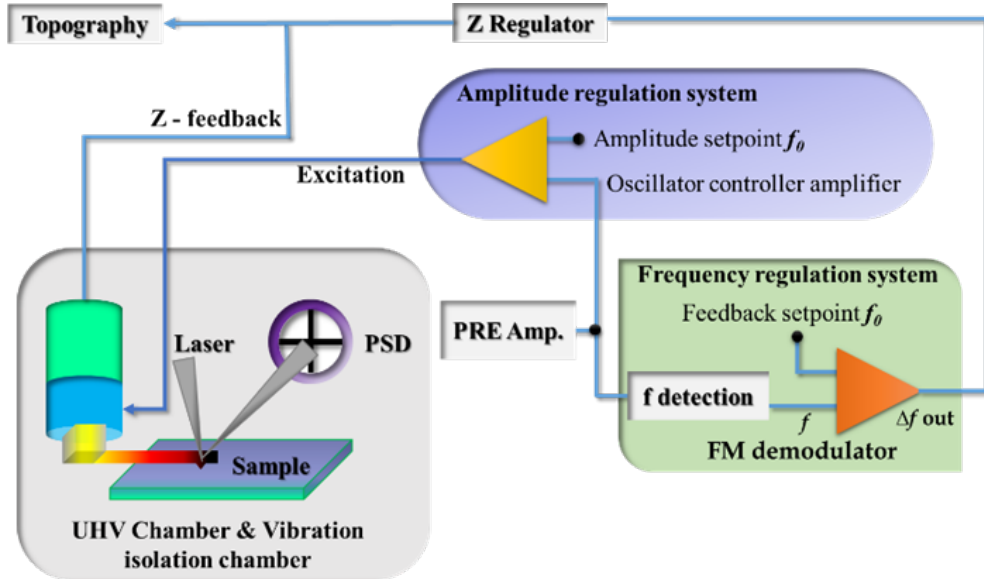 Topography
Z Regulator
Amplitude regulation system
Z - feedback
Amplitude setpoint f₀
Excitation
Oscillator controller amplifier
Frequency regulation system
Feedback setpoint f₀
Laser
PSD
PRE Amp.
f detection
f
Δf out
FM demodulator
Sample
UHV Chamber & Vibration
isolation chamber